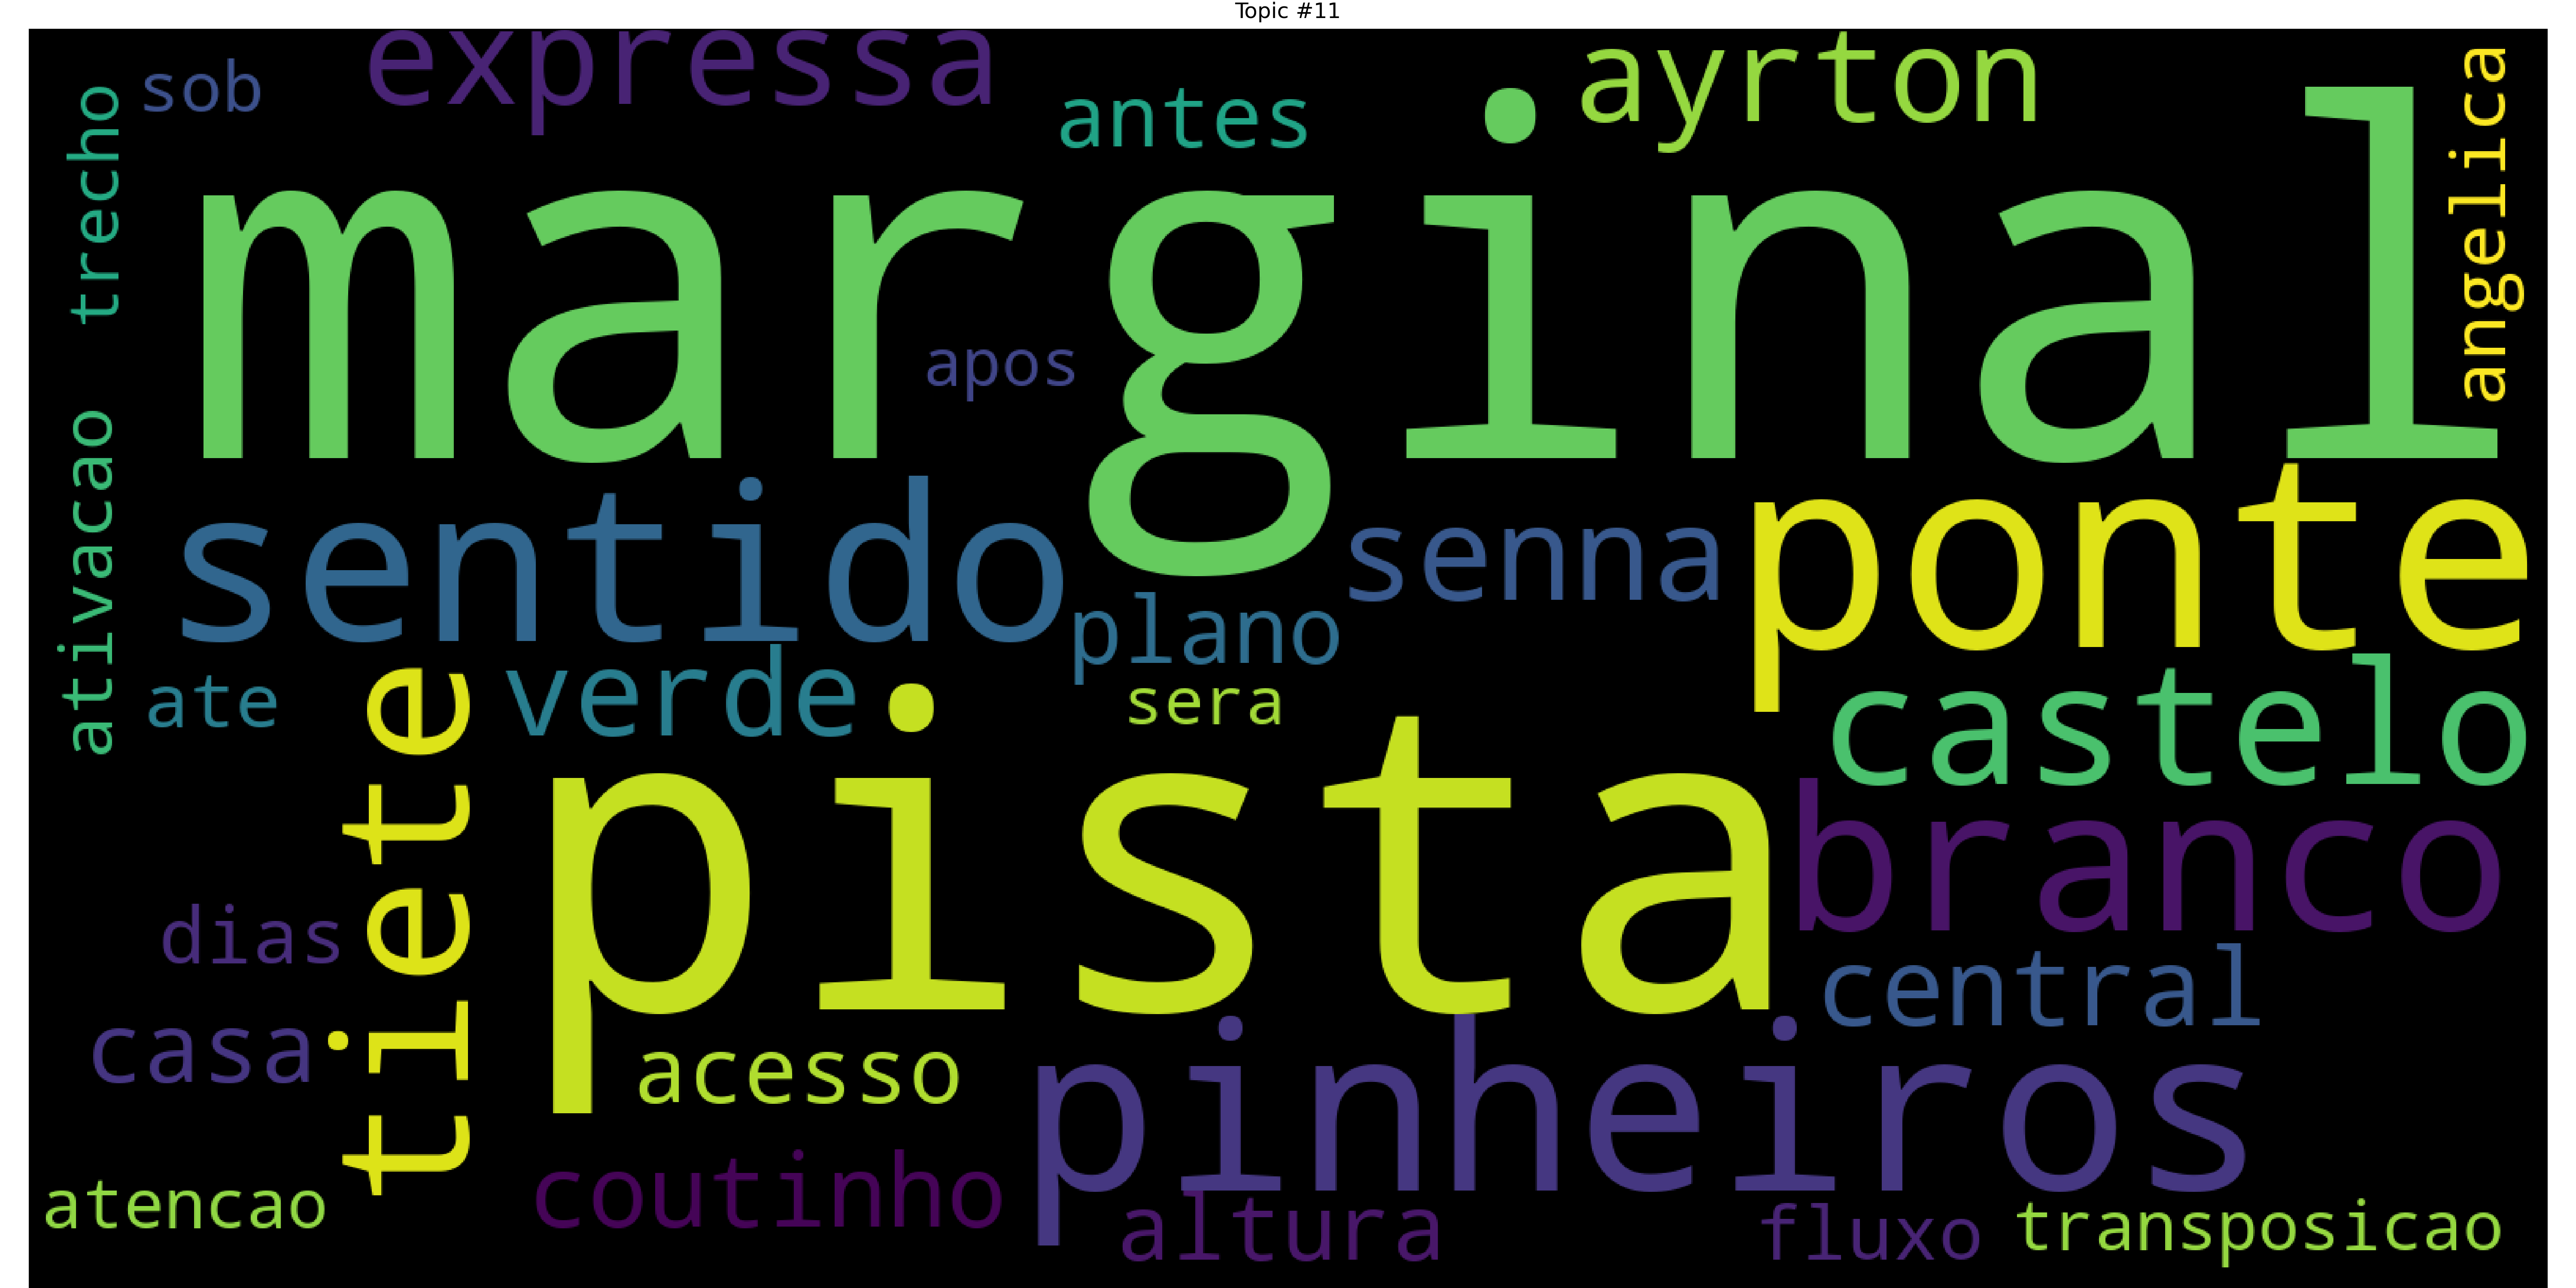 Topic #11
expressa
ayrton
sob
antes
trecho
angelica
marginal
apos
ativacao
sentido
senna
ponte
plano
ate
verde
sera
castelo
tiete
pista
branco
dias
central
casa
acesso
pinheiros
atencao
coutinho
altura
fluxo
transposicao